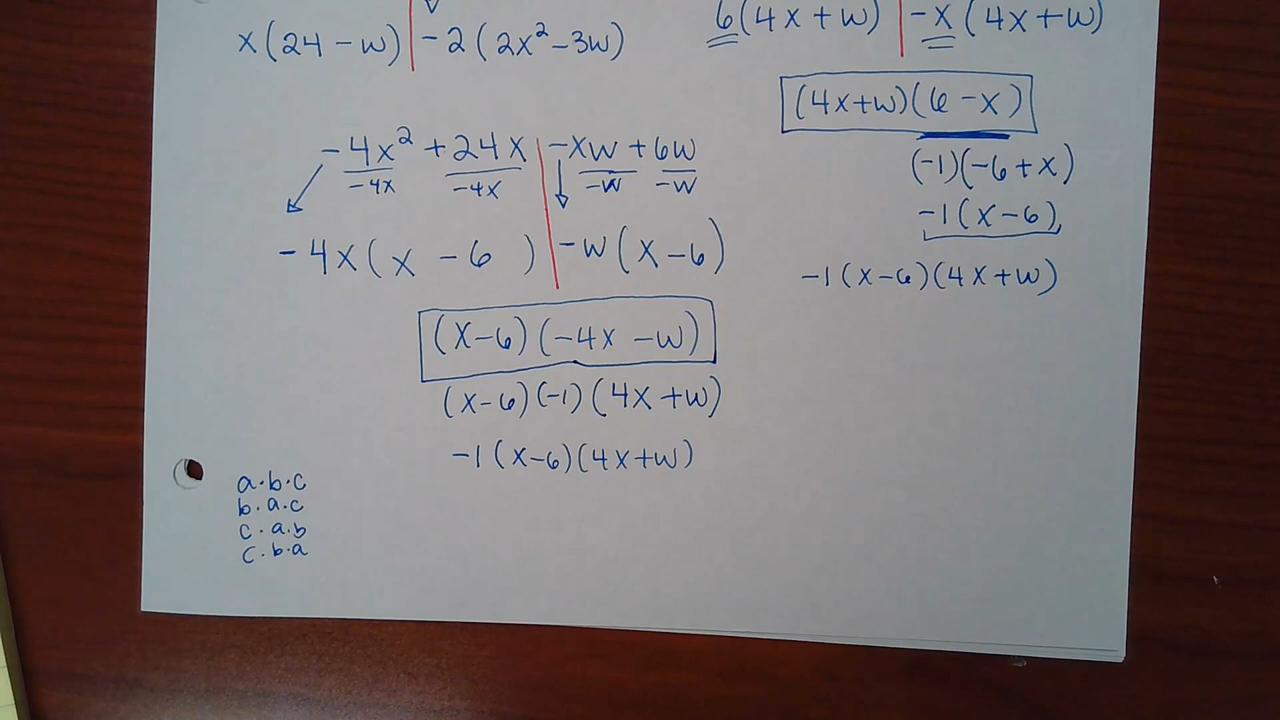 x(24-w) | -2(2x²-3w)
-4x²+24x | -xw+6w
-4x -4x | -w -w
-4x(x-6) | -w(x-6)
(x-6)(-4x-w)
(x-6)(-1)(4x+w)
-1(x-6)(4x+w)
a·b·c
b·a·c
c·a·b
c·b·a
6(4x+w) | -x(4x+w)
(4x+w)(6-x)
(-1)(-6+x)
-1(x-6)
-1(x-6)(4x+w)